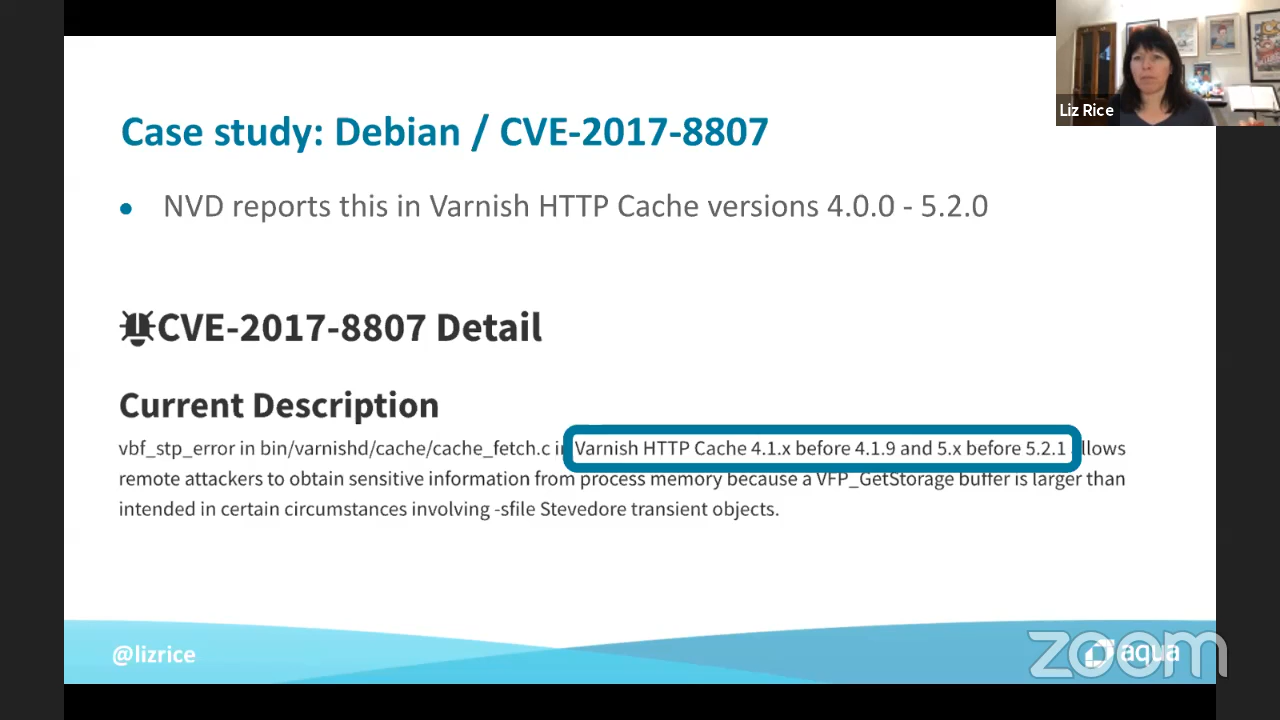 Liz Rice
Case study: Debian / CVE-2017-8807
• NVD reports this in Varnish HTTP Cache versions 4.0.0 - 5.2.0
CVE-2017-8807 Detail
Current Description
vbf_stp_error in bin/varnishd/cache/cache_fetch.c in Varnish HTTP Cache 4.1.x before 4.1.9 and 5.x before 5.2.1 allows
remote attackers to obtain sensitive information from process memory because a VFP_GetStorage buffer is larger than
intended in certain circumstances involving -sfile Stevedore transient objects.
@lizrice
aqua
zoom